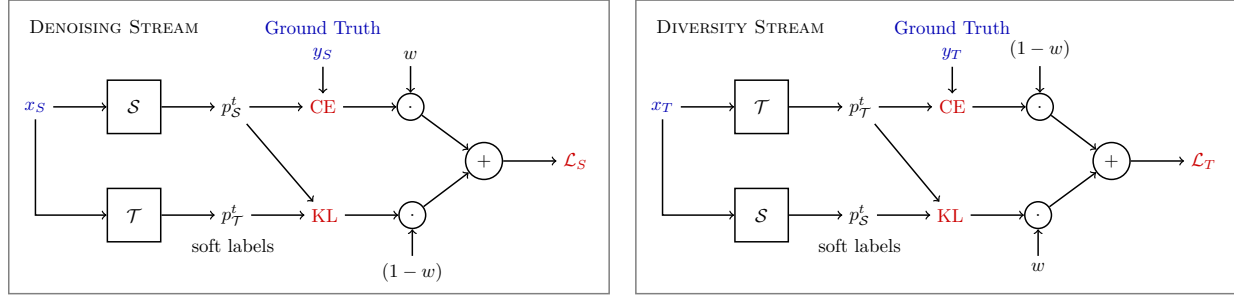 DENOISING STREAM
Ground Truth
y_S
w
x_S
𝒮
p^t_𝒮
CE
·
+
ℒ_S
𝒯
p^t_𝒯
KL
·
soft labels
(1 − w)
DIVERSITY STREAM
Ground Truth
y_T
(1 − w)
x_T
𝒯
p^t_𝒯
CE
·
+
ℒ_T
𝒮
p^t_𝒮
KL
·
soft labels
w